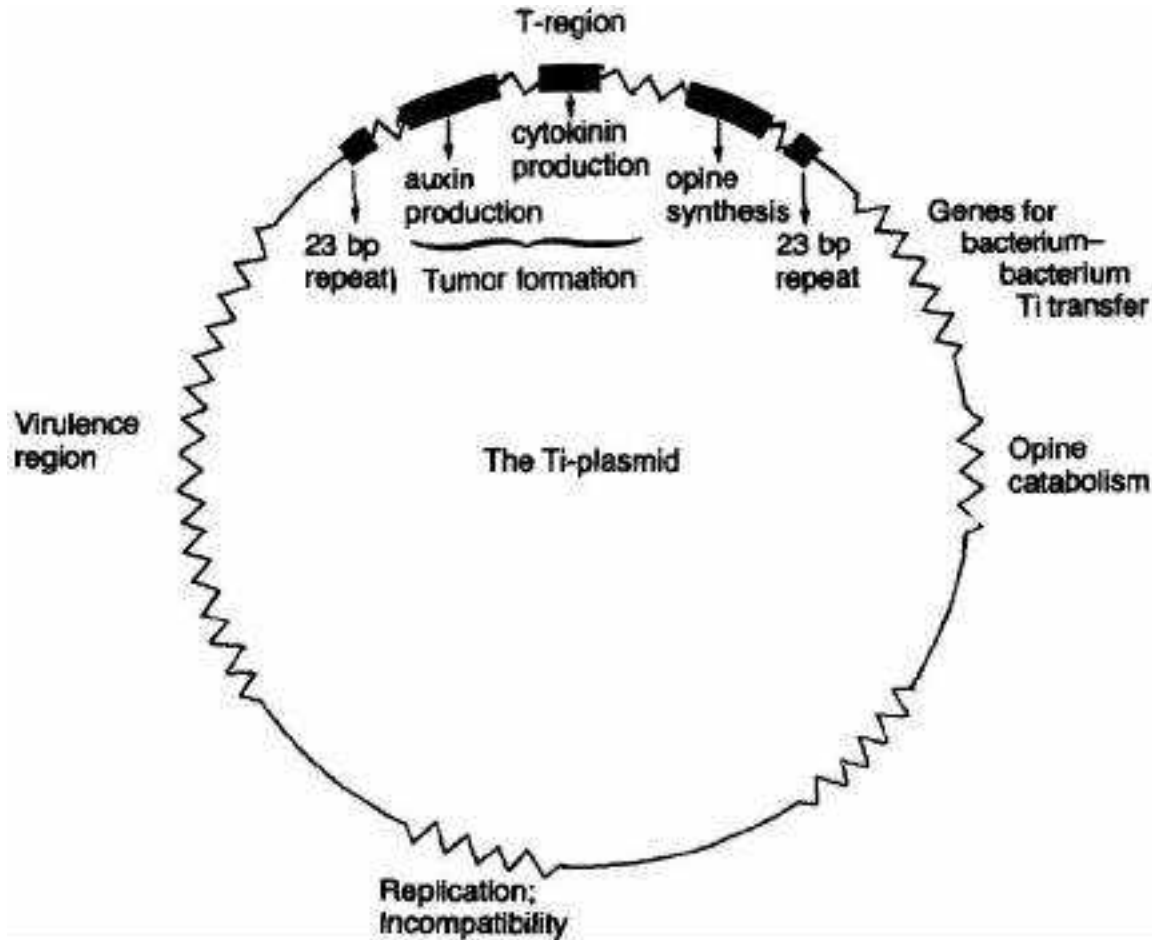 T-region
cytokinin
production
auxin
production
opine
synthesis
23 bp
repeat)
Tumor formation
23 bp
repeat
Genes for
bacterium–
bacterium
Ti transfer
Virulence
region
The Ti-plasmid
Opine
catabolism
Replication;
Incompatibility